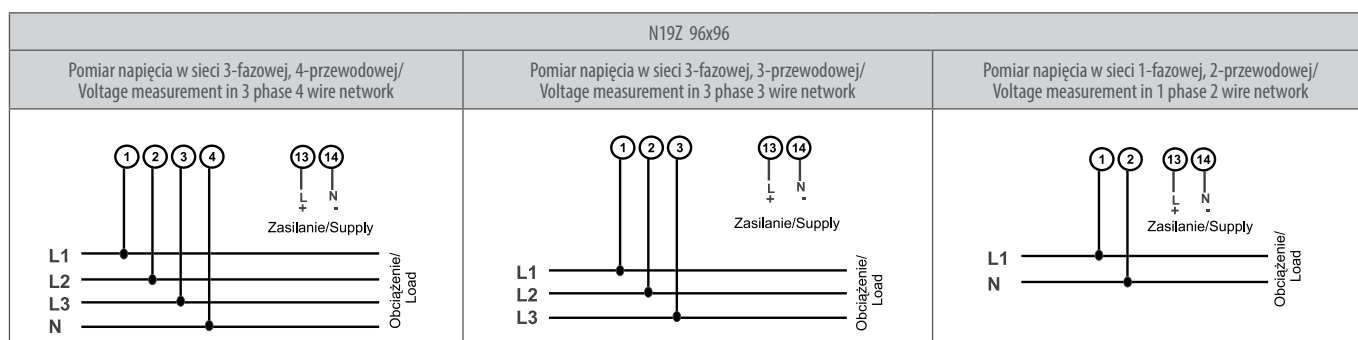 N19Z 96x96
Pomiar napięcia w sieci 3-fazowej, 4-przewodowej/
Voltage measurement in 3 phase 4 wire network
Pomiar napięcia w sieci 3-fazowej, 3-przewodowej/
Voltage measurement in 3 phase 3 wire network
Pomiar napięcia w sieci 1-fazowej, 2-przewodowej/
Voltage measurement in 1 phase 2 wire network
1 2 3 4 13 14
L N
+ -
Zasilanie/Supply
L1
L2
L3
N
Obciążenie/
Load
1 2 3 13 14
L N
+ -
Zasilanie/Supply
L1
L2
L3
Obciążenie/
Load
1 2 13 14
L N
+ -
Zasilanie/Supply
L1
N
Obciążenie/
Load